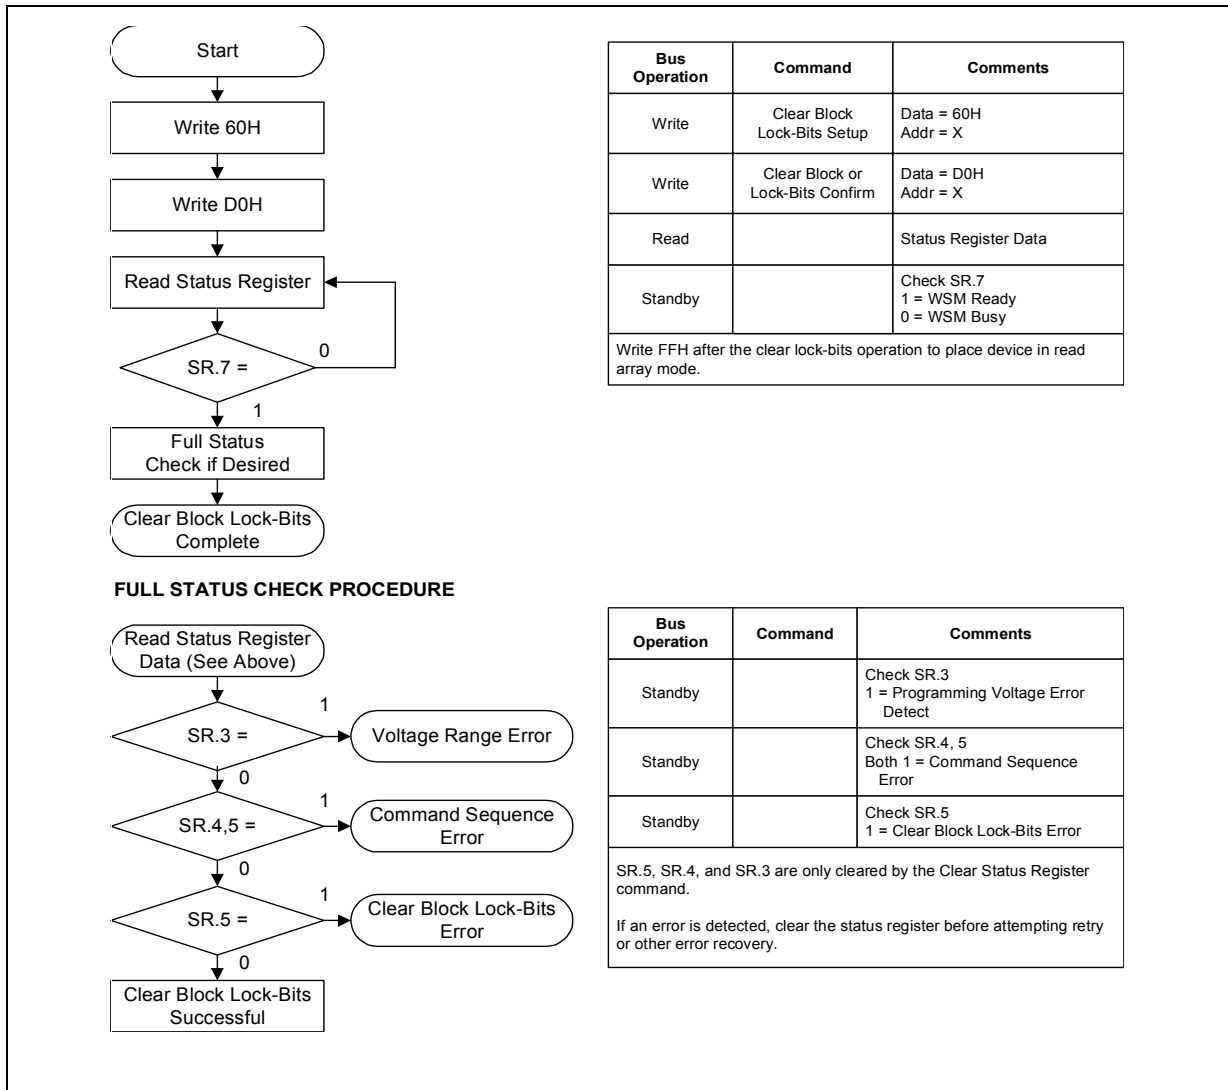 Start
Write 60H
Write D0H
Read Status Register
SR.7 =
0
1
Full Status
Check if Desired
Clear Block Lock-Bits
Complete
Bus
Operation
Command
Comments
Write
Clear Block
Lock-Bits Setup
Data = 60H
Addr = X
Write
Clear Block or
Lock-Bits Confirm
Data = D0H
Addr = X
Read
Status Register Data
Standby
Check SR.7
1 = WSM Ready
0 = WSM Busy
Write FFH after the clear lock-bits operation to place device in read
array mode.
FULL STATUS CHECK PROCEDURE
Read Status Register
Data (See Above)
SR.3 =
1
Voltage Range Error
0
SR.4,5 =
1
Command Sequence
Error
0
SR.5 =
1
Clear Block Lock-Bits
Error
0
Clear Block Lock-Bits
Successful
Bus
Operation
Command
Comments
Standby
Check SR.3
1 = Programming Voltage Error
Detect
Standby
Check SR.4, 5
Both 1 = Command Sequence
Error
Standby
Check SR.5
1 = Clear Block Lock-Bits Error
SR.5, SR.4, and SR.3 are only cleared by the Clear Status Register
command.
If an error is detected, clear the status register before attempting retry
or other error recovery.